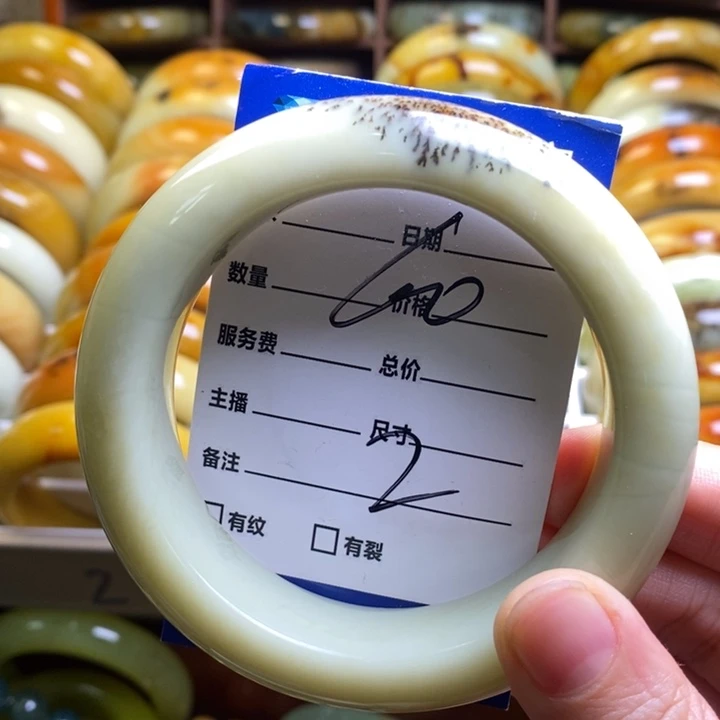 日期
数量 价格
服务费 总价
主播 尺寸
2
备注
有纹 有裂
2